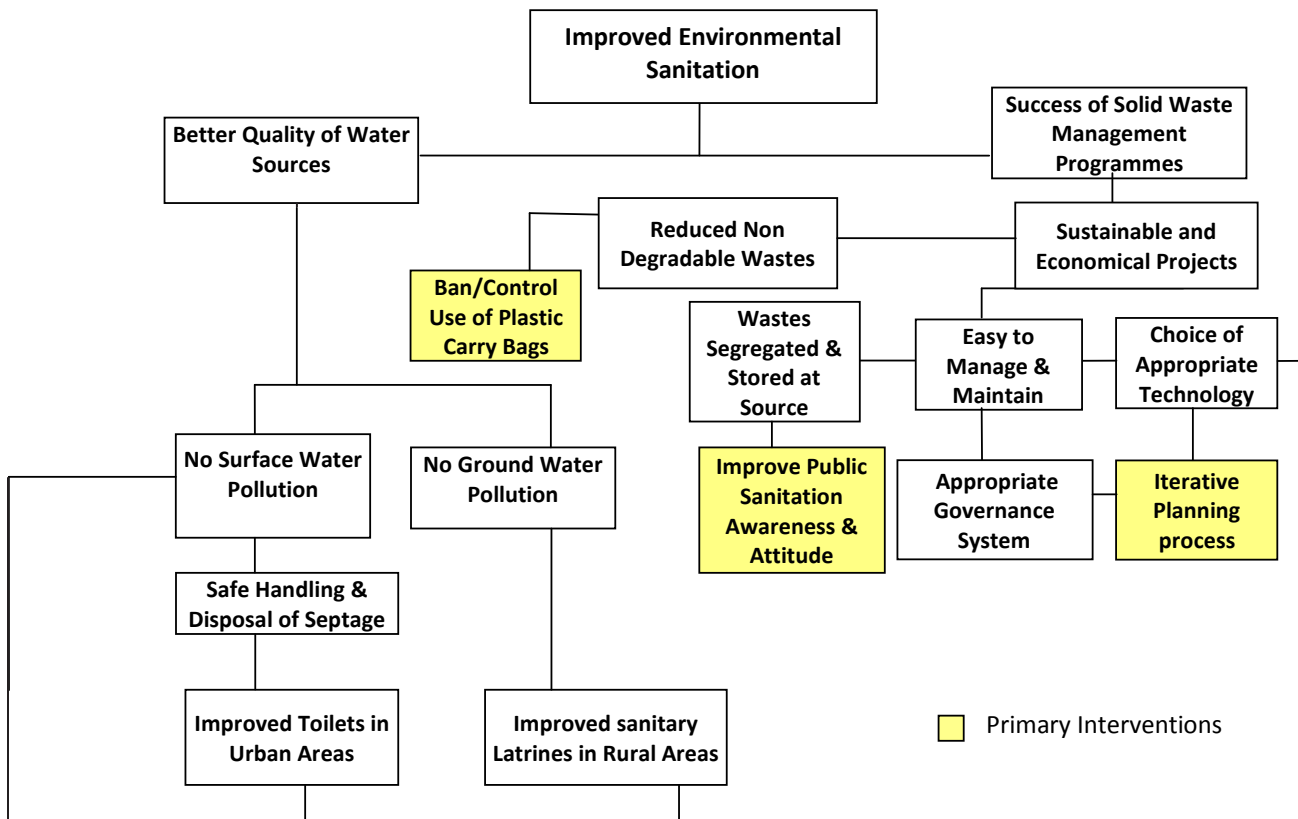 Improved Environmental
Sanitation
Better Quality of Water
Sources
Success of Solid Waste
Management
Programmes
Reduced Non
Degradable Wastes
Sustainable and
Economical Projects
Ban/Control
Use of Plastic
Carry Bags
Wastes
Segregated &
Stored at
Source
Easy to
Manage &
Maintain
Choice of
Appropriate
Technology
No Surface Water
Pollution
No Ground Water
Pollution
Improve Public
Sanitation
Awareness &
Attitude
Appropriate
Governance
System
Iterative
Planning
process
Safe Handling &
Disposal of Septage
Improved Toilets in
Urban Areas
Improved sanitary
Latrines in Rural Areas
Primary Interventions